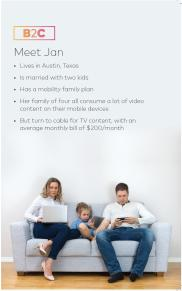 B2C
Meet Jan
• Lives in Austin, Texas
• Is married with two kids
• Has a mobility family plan
• Her family of four all consume a lot of video
content on their mobile devices
• But turn to cable for TV content, with an
average monthly bill of $200/month